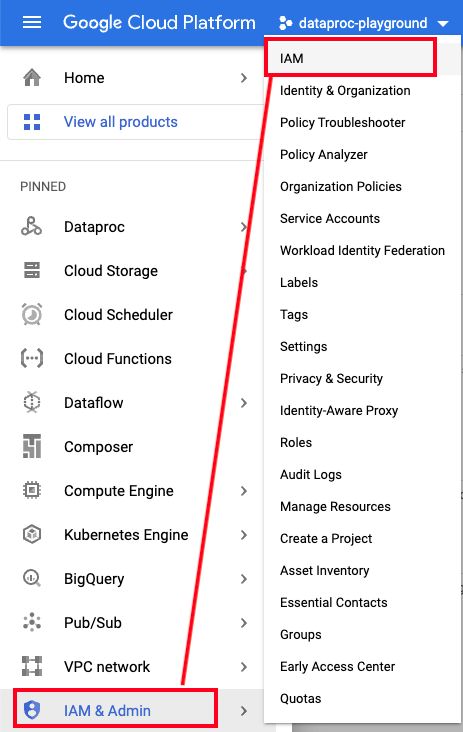 Google Cloud Platform
dataproc-playground
Home
View all products
PINNED
Dataproc
Cloud Storage
Cloud Scheduler
Cloud Functions
Dataflow
Composer
Compute Engine
Kubernetes Engine
BigQuery
Pub/Sub
VPC network
IAM & Admin
IAM
Identity & Organization
Policy Troubleshooter
Policy Analyzer
Organization Policies
Service Accounts
Workload Identity Federation
Labels
Tags
Settings
Privacy & Security
Identity-Aware Proxy
Roles
Audit Logs
Manage Resources
Create a Project
Asset Inventory
Essential Contacts
Groups
Early Access Center
Quotas